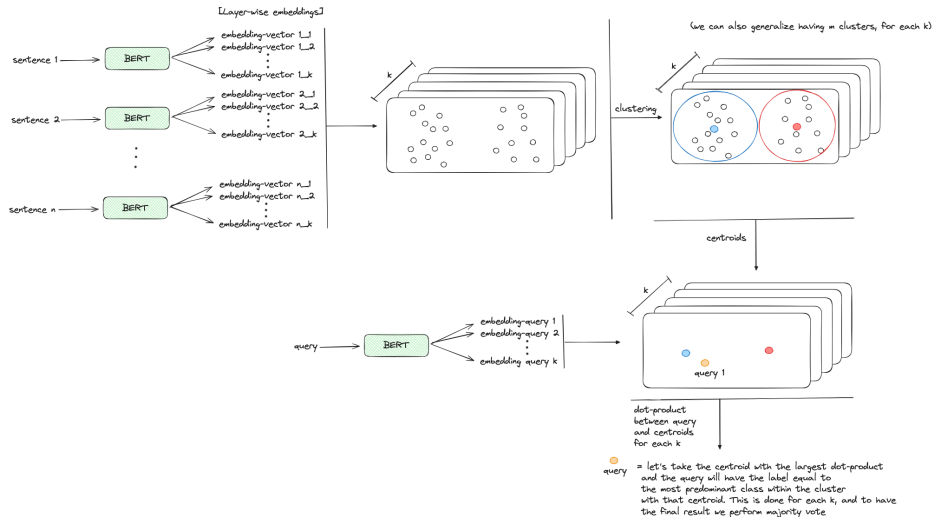 [Layer-wise embeddings]
(we can also generalize having m clusters, for each k)
sentence 1
BERT
embedding-vector 1_1
embedding-vector 1_2
embedding-vector 1_k
sentence 2
BERT
embedding-vector 2_1
embedding-vector 2_2
embedding-vector 2_k
sentence n
BERT
embedding-vector n_1
embedding-vector n_2
embedding-vector n_k
k
clustering
k
centroids
query
BERT
embedding-query 1
embedding-query 2
embedding query k
k
query 1
dot-product
between query
and centroids
for each k
query
= let's take the centroid with the largest dot-product
and the query will have the label equal to
the most predominant class within the cluster
with that centroid. This is done for each k, and to have
the final result we perform majority vote